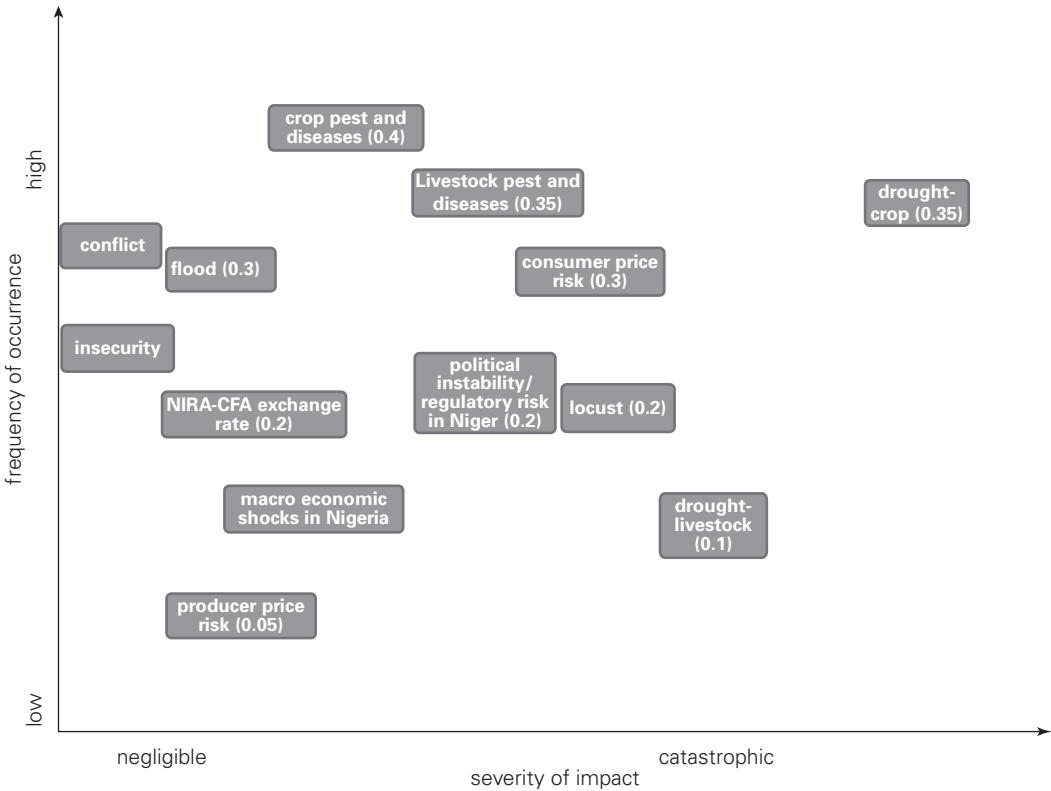 high
frequency of occurrence
low
crop pest and
diseases (0.4)
Livestock pest and
diseases (0.35)
drought-
crop (0.35)
conflict
flood (0.3)
consumer price
risk (0.3)
insecurity
political
instability/
regulatory risk
in Niger (0.2)
locust (0.2)
NIRA-CFA exchange
rate (0.2)
macro economic
shocks in Nigeria
drought-
livestock
(0.1)
producer price
risk (0.05)
negligible
catastrophic
severity of impact